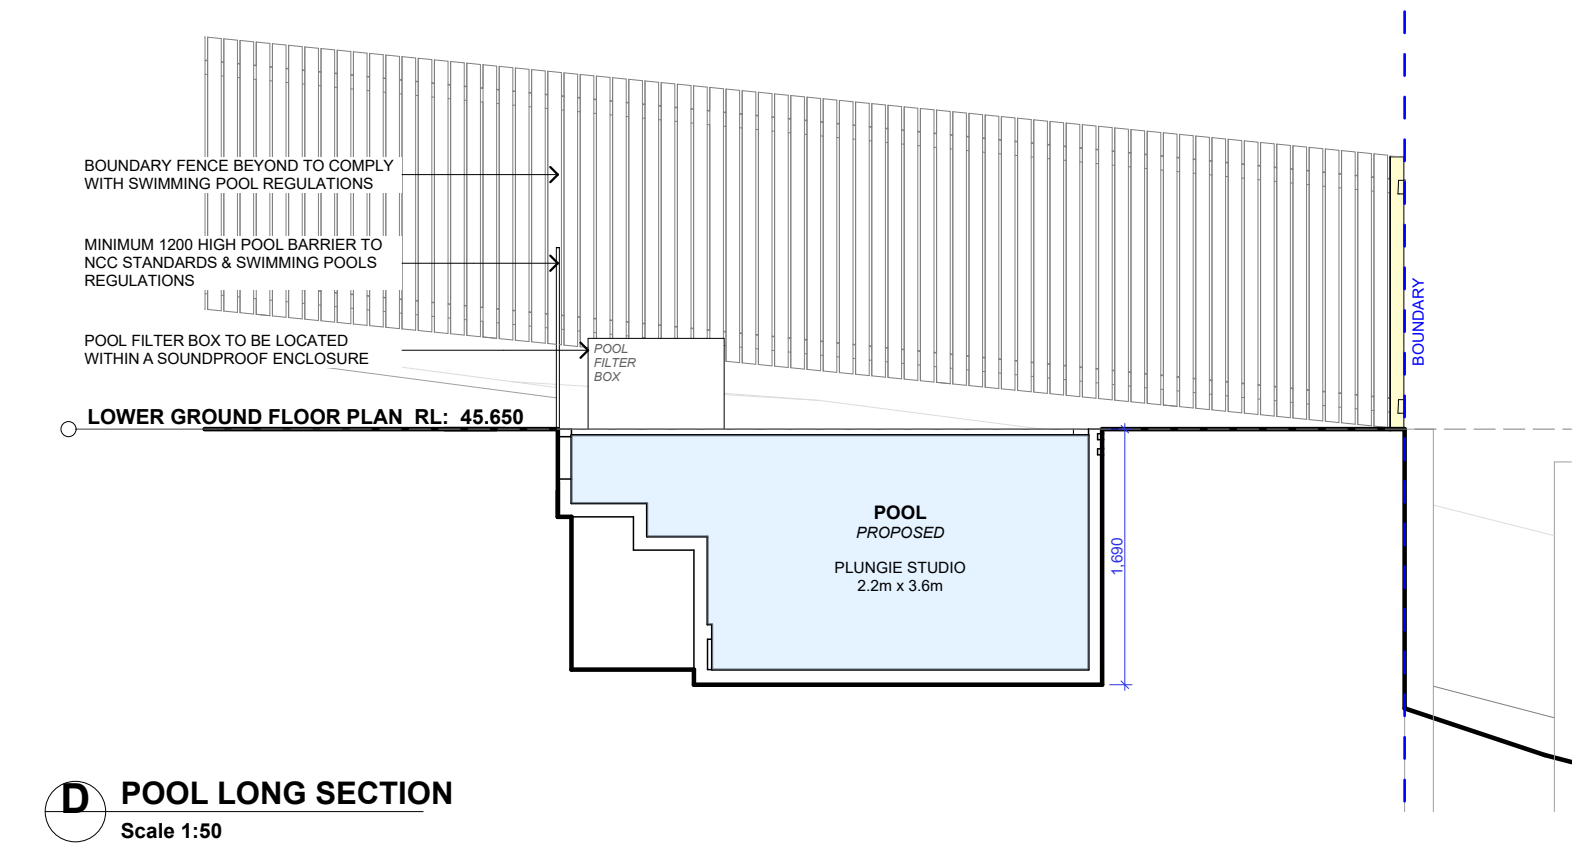 BOUNDARY FENCE BEYOND TO COMPLY
WITH SWIMMING POOL REGULATIONS
MINIMUM 1200 HIGH POOL BARRIER TO
NCC STANDARDS & SWIMMING POOLS
REGULATIONS
POOL FILTER BOX TO BE LOCATED
WITHIN A SOUNDPROOF ENCLOSURE
POOL
FILTER
BOX
BOUNDARY
LOWER GROUND FLOOR PLAN RL: 45.650
POOL
PROPOSED
PLUNGIE STUDIO
2.2m x 3.6m
1,690
D
POOL LONG SECTION
Scale 1:50